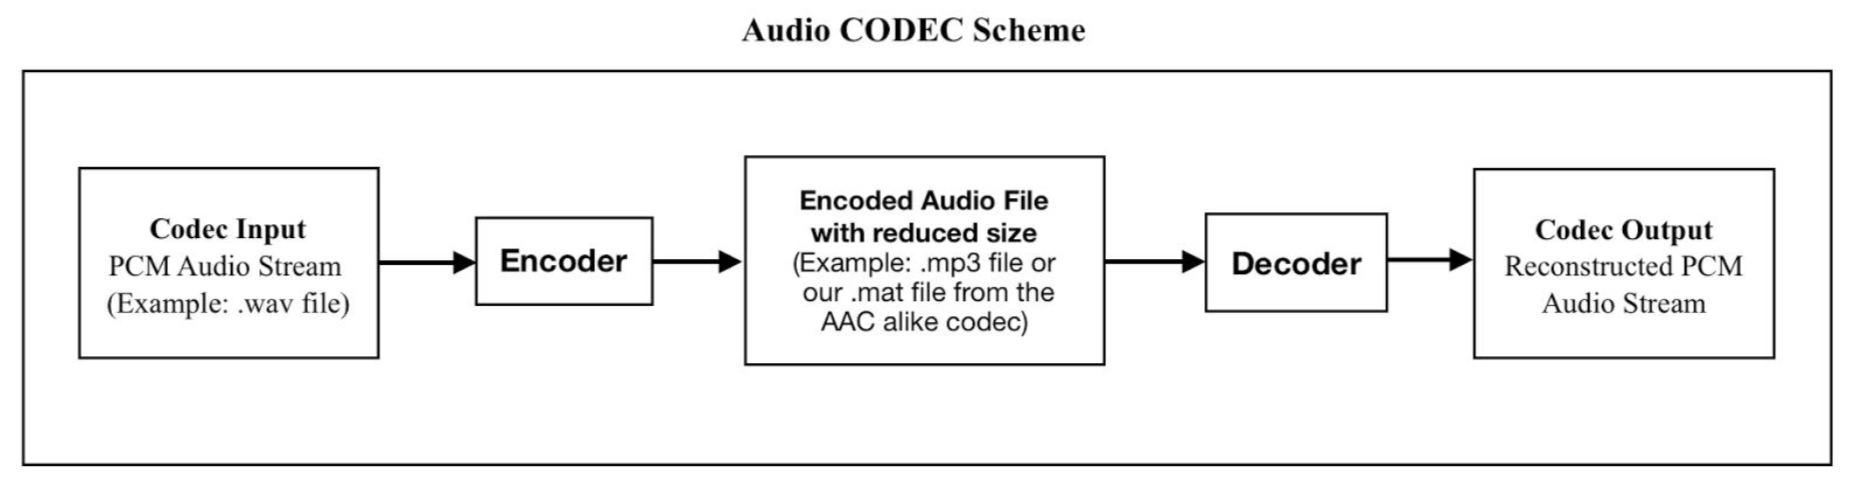 Audio CODEC Scheme
Codec Input
PCM Audio Stream
(Example: .wav file)
Encoder
Encoded Audio File
with reduced size
(Example: .mp3 file or
our .mat file from the
AAC alike codec)
Decoder
Codec Output
Reconstructed PCM
Audio Stream